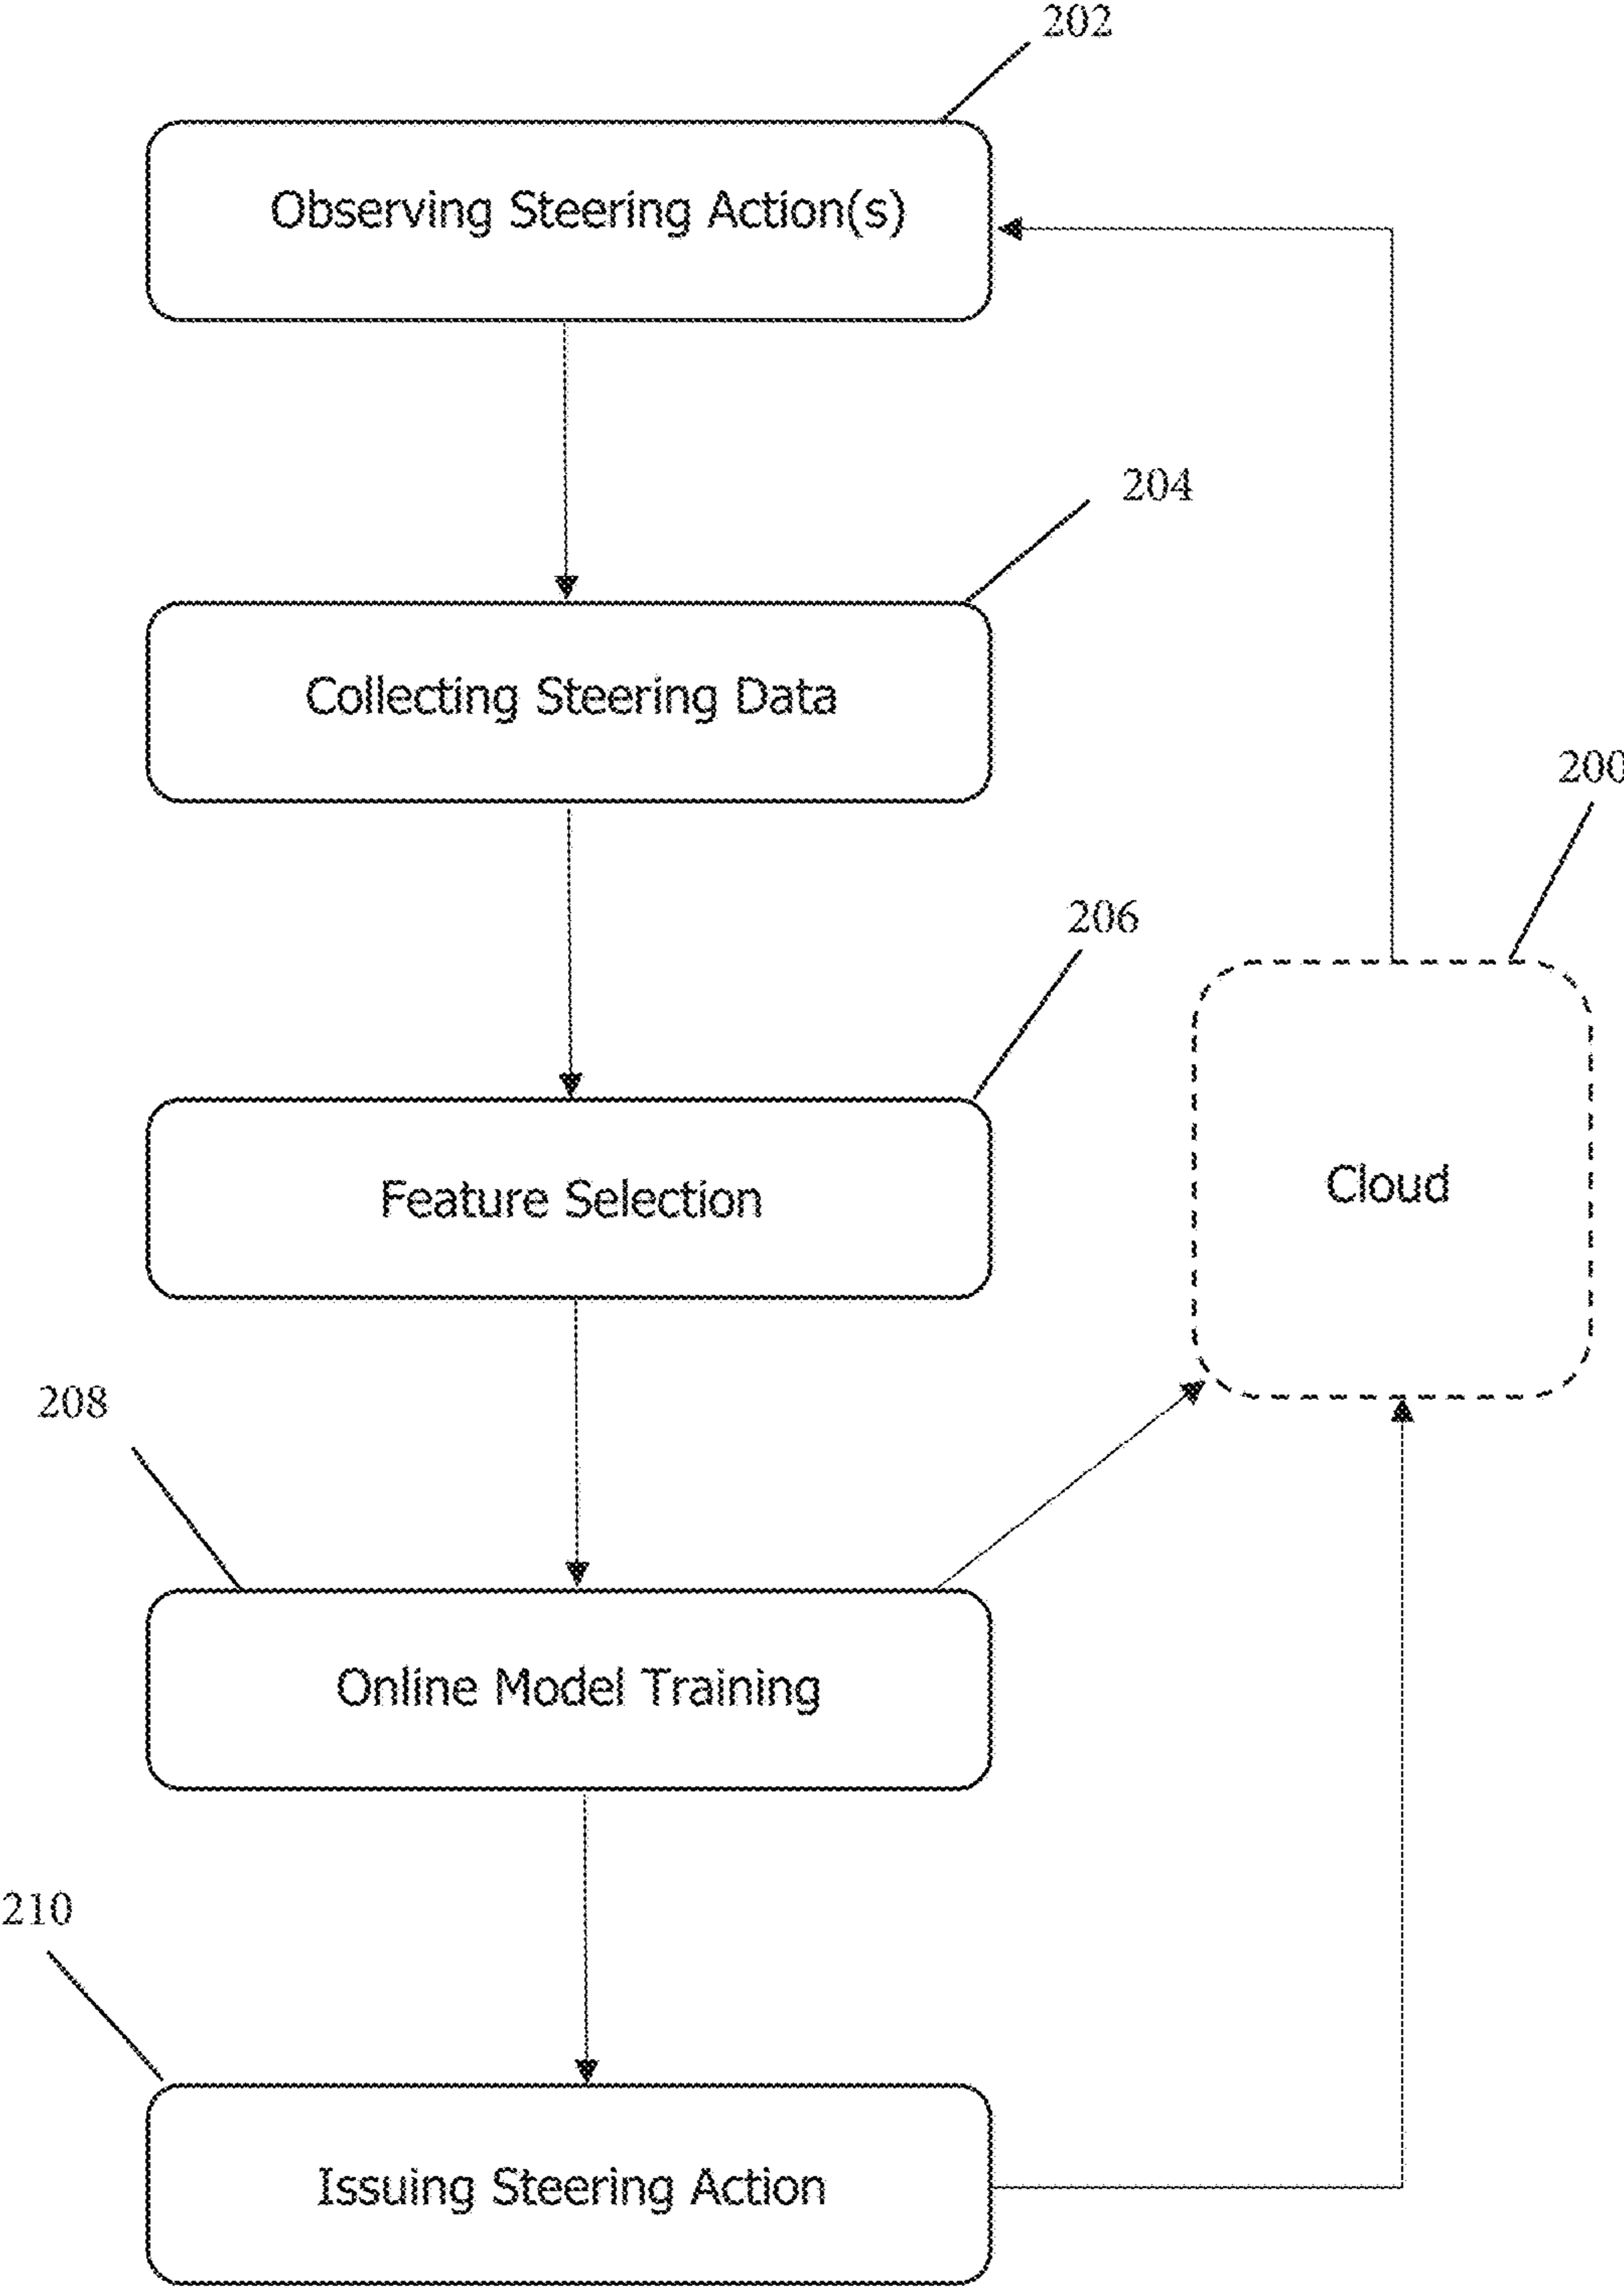 202
Observing Steering Action(s)
204
Collecting Steering Data
200
206
Feature Selection
Cloud
208
Online Model Training
210
Issuing Steering Action